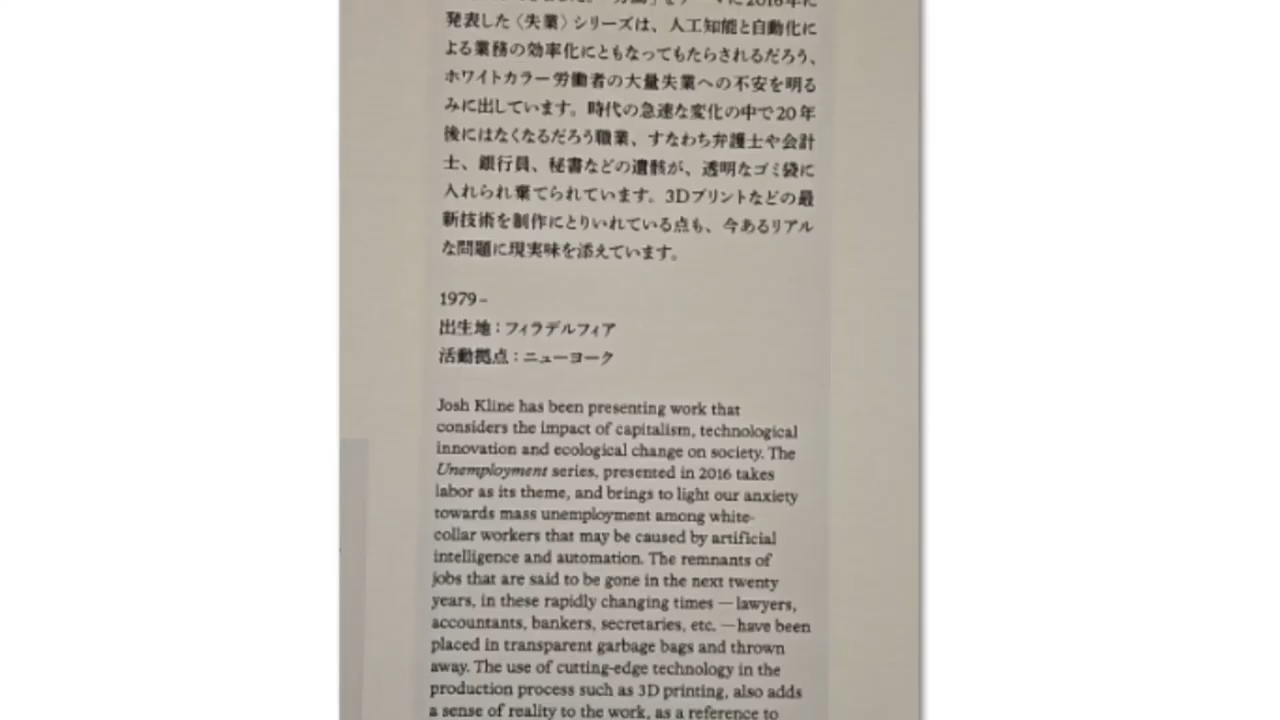 をテーマに2016年に
発表した〈失業〉シリーズは、人工知能と自動化に
よる業務の効率化にともなってもたらされるだろう、
ホワイトカラー労働者の大量失業への不安を明る
みに出しています。時代の急速な変化の中で20年
後にはなくなるだろう職業、すなわち弁護士や会計
士、銀行員、秘書などの遺骸が、透明なゴミ袋に
入れられ棄てられています。3Dプリントなどの最
新技術を制作にとりいれている点も、今あるリアル
な問題に現実味を添えています。
1979–
出生地：フィラデルフィア
活動拠点：ニューヨーク
Josh Kline has been presenting work that
considers the impact of capitalism, technological
innovation and ecological change on society. The
Unemployment series, presented in 2016 takes
labor as its theme, and brings to light our anxiety
towards mass unemployment among white-
collar workers that may be caused by artificial
intelligence and automation. The remnants of
jobs that are said to be gone in the next twenty
years, in these rapidly changing times — lawyers,
accountants, bankers, secretaries, etc. — have been
placed in transparent garbage bags and thrown
away. The use of cutting-edge technology in the
production process such as 3D printing, also adds
a sense of reality to the work, as a reference to